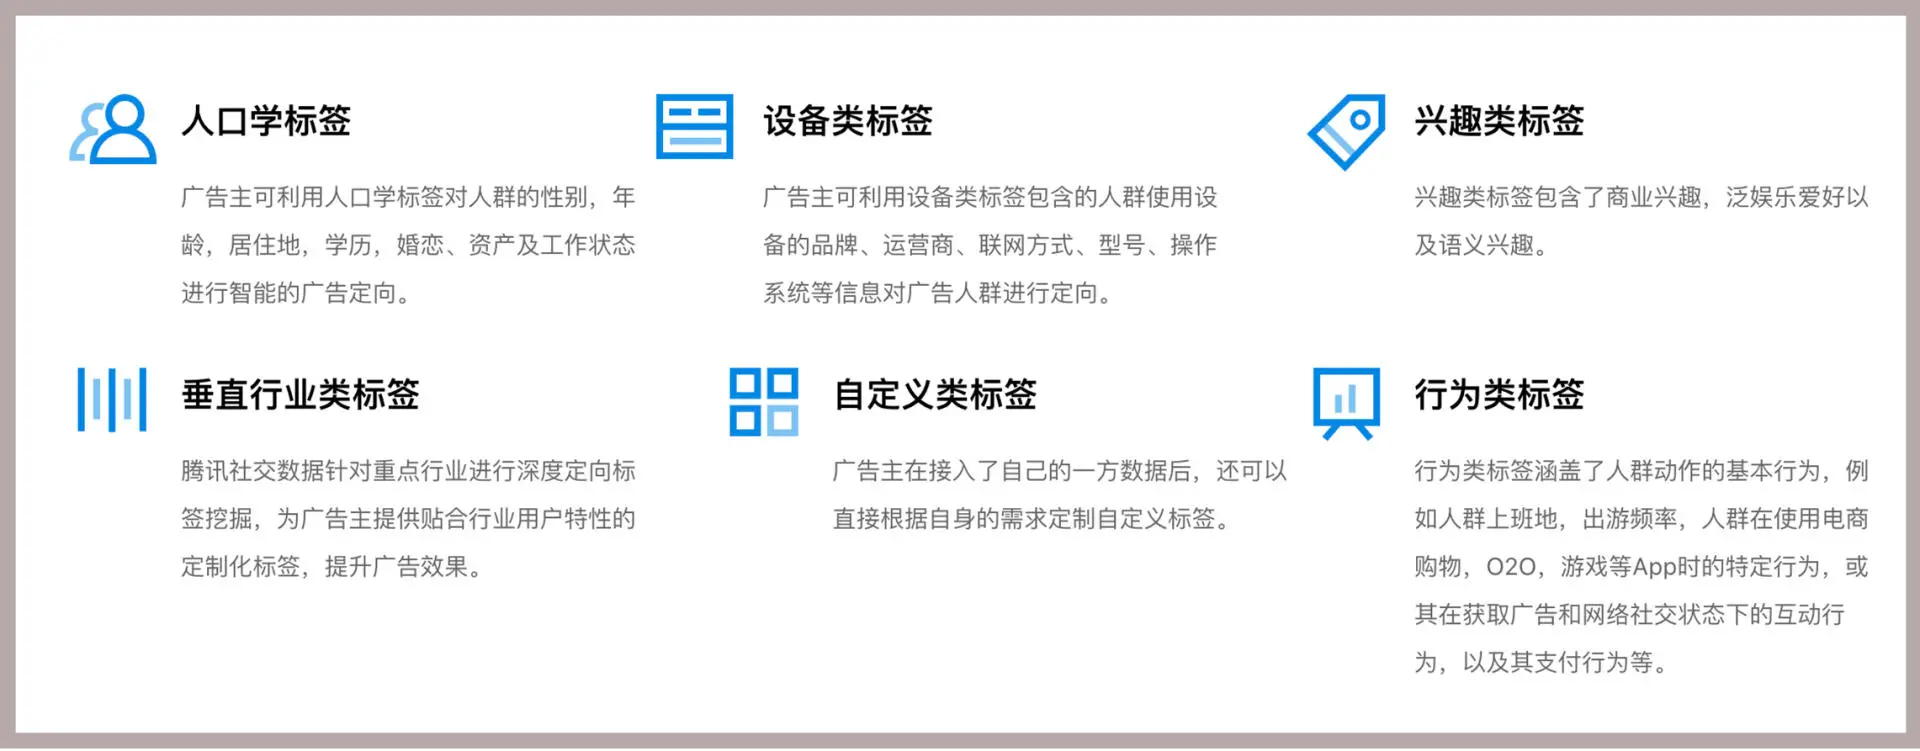 人口学标签
广告主可利用人口学标签对人群的性别，年
龄，居住地，学历，婚恋、资产及工作状态
进行智能的广告定向。
设备类标签
广告主可利用设备类标签包含的人群使用设
备的品牌、运营商、联网方式、型号、操作
系统等信息对广告人群进行定向。
兴趣类标签
兴趣类标签包含了商业兴趣，泛娱乐爱好以
及语义兴趣。
垂直行业类标签
腾讯社交数据针对重点行业进行深度定向标
签挖掘，为广告主提供贴合行业用户特性的
定制化标签，提升广告效果。
自定义类标签
广告主在接入了自己的一方数据后，还可以
直接根据自身的需求定制自定义标签。
行为类标签
行为类标签涵盖了人群动作的基本行为，例
如人群上班地，出游频率，人群在使用电商
购物，O2O，游戏等App时的特定行为，或
其在获取广告和网络社交状态下的互动行
为，以及其支付行为等。